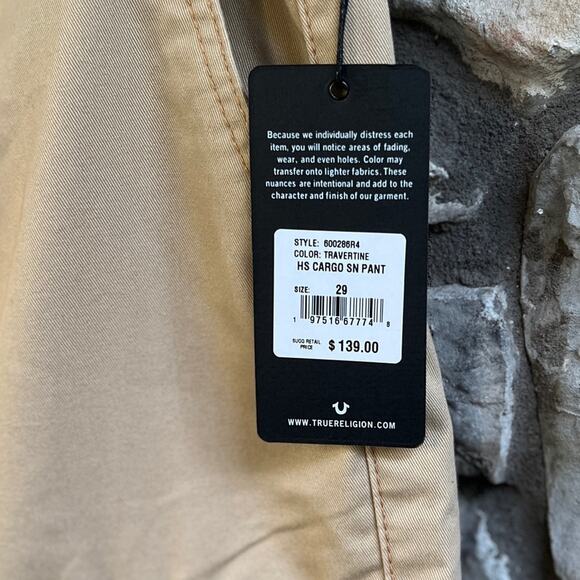 Because we individually distress each
item, you will notice areas of fading,
wear, and even holes. Color may
transfer onto lighter fabrics. These
nuances are intentional and add to the
character and finish of our garment.
STYLE: 600286R4
COLOR: TRAVERTINE
HS CARGO SN PANT
SIZE: 29
1 97516 67774 8
SUGG RETAIL
PRICE $ 139.00
WWW.TRUERELIGION.COM